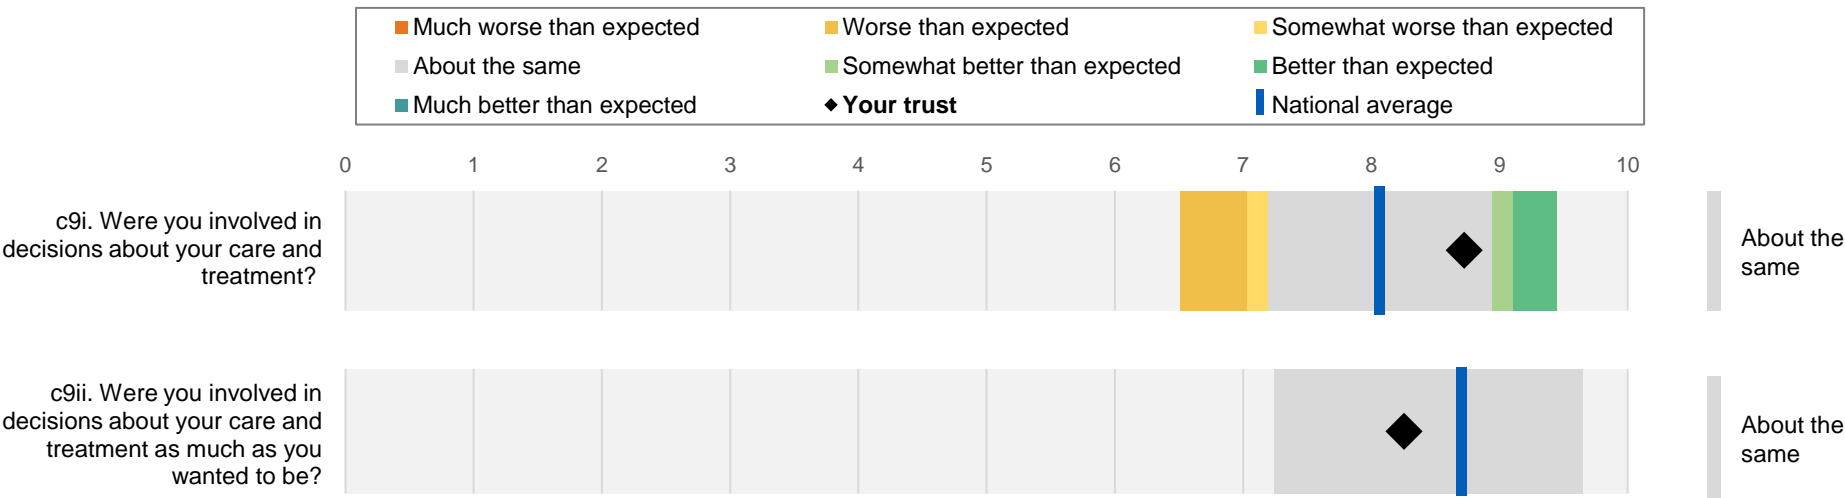 Much worse than expected
Worse than expected
Somewhat worse than expected
About the same
Somewhat better than expected
Better than expected
Much better than expected
Your trust
National average
0 1 2 3 4 5 6 7 8 9 10
c9i. Were you involved in
decisions about your care and
treatment?
About the
same
c9ii. Were you involved in
decisions about your care and
treatment as much as you
wanted to be?
About the
same